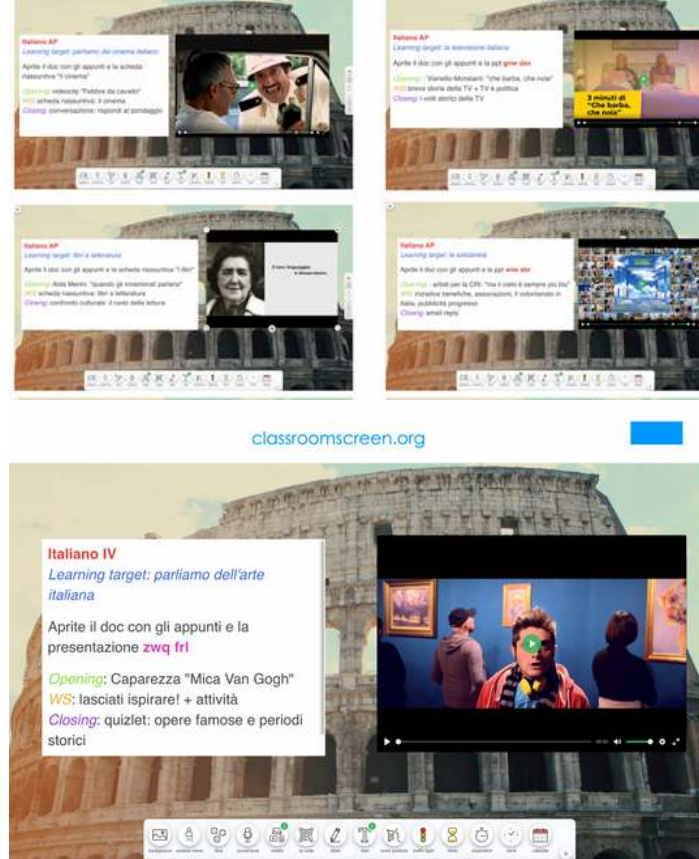 Italiano AP
Learning target: parliamo del cinema italiano
Aprite il doc con gli appunti e la scheda
riassuntiva "il cinema"
Opening: videoclip "Febbre da cavallo"
WS: scheda riassuntiva: il cinema
Closing: conversazione: rispondi al sondaggio
Italiano AP
Learning target: la televisione italiana
Aprite il doc con gli appunti e la ppt
Opening: : Vianello-Mondaini: "che barba, che noia"
WS: breve storia della TV + TV e politica
Closing: I volti storici della TV
3 minuti di
"Che barba,
che noia"
Italiano AP
Learning target: libri e letteratura
Aprite il doc con gli appunti e la scheda riassuntiva "i libri"
Opening: Alda Merini "quando gli innamorati parlano"
WS: scheda riassuntiva: libri e letteratura
Closing: confronto culturale: il ruolo della lettura
Il loro linguaggio
Italiano AP
Learning target: la solidarietà
Aprite il doc con gli appunti e la ppt
Opening: : artisti per la CRI: "ma il cielo è sempre più blu"
WS: iniziative benefiche, associazioni, il volontariato in
Italia, pubblicità progresso
Closing: email reply
classroomscreen.org
Italiano IV
Learning target: parliamo dell'arte
italiana
Aprite il doc con gli appunti e la
presentazione zwq frl
Opening: Caparezza "Mica Van Gogh"
WS: lasciati ispirare! + attività
Closing: quizlet: opere famose e periodi
storici